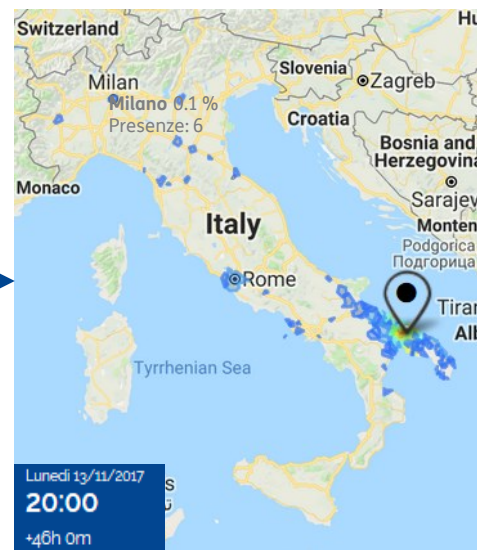 Switzerland
Hu
Slovenia
Zagreb
Milan
Milano 0.1 %
Presenze: 6
Croatia
Bosnia and
Herzegovina
Monaco
Sarajev
Italy
Monten
Podgorica
Подгорица
Rome
Tiran
Alb
Tyrrhenian Sea
Lunedì 13/11/2017
20:00
+46h 0m
s